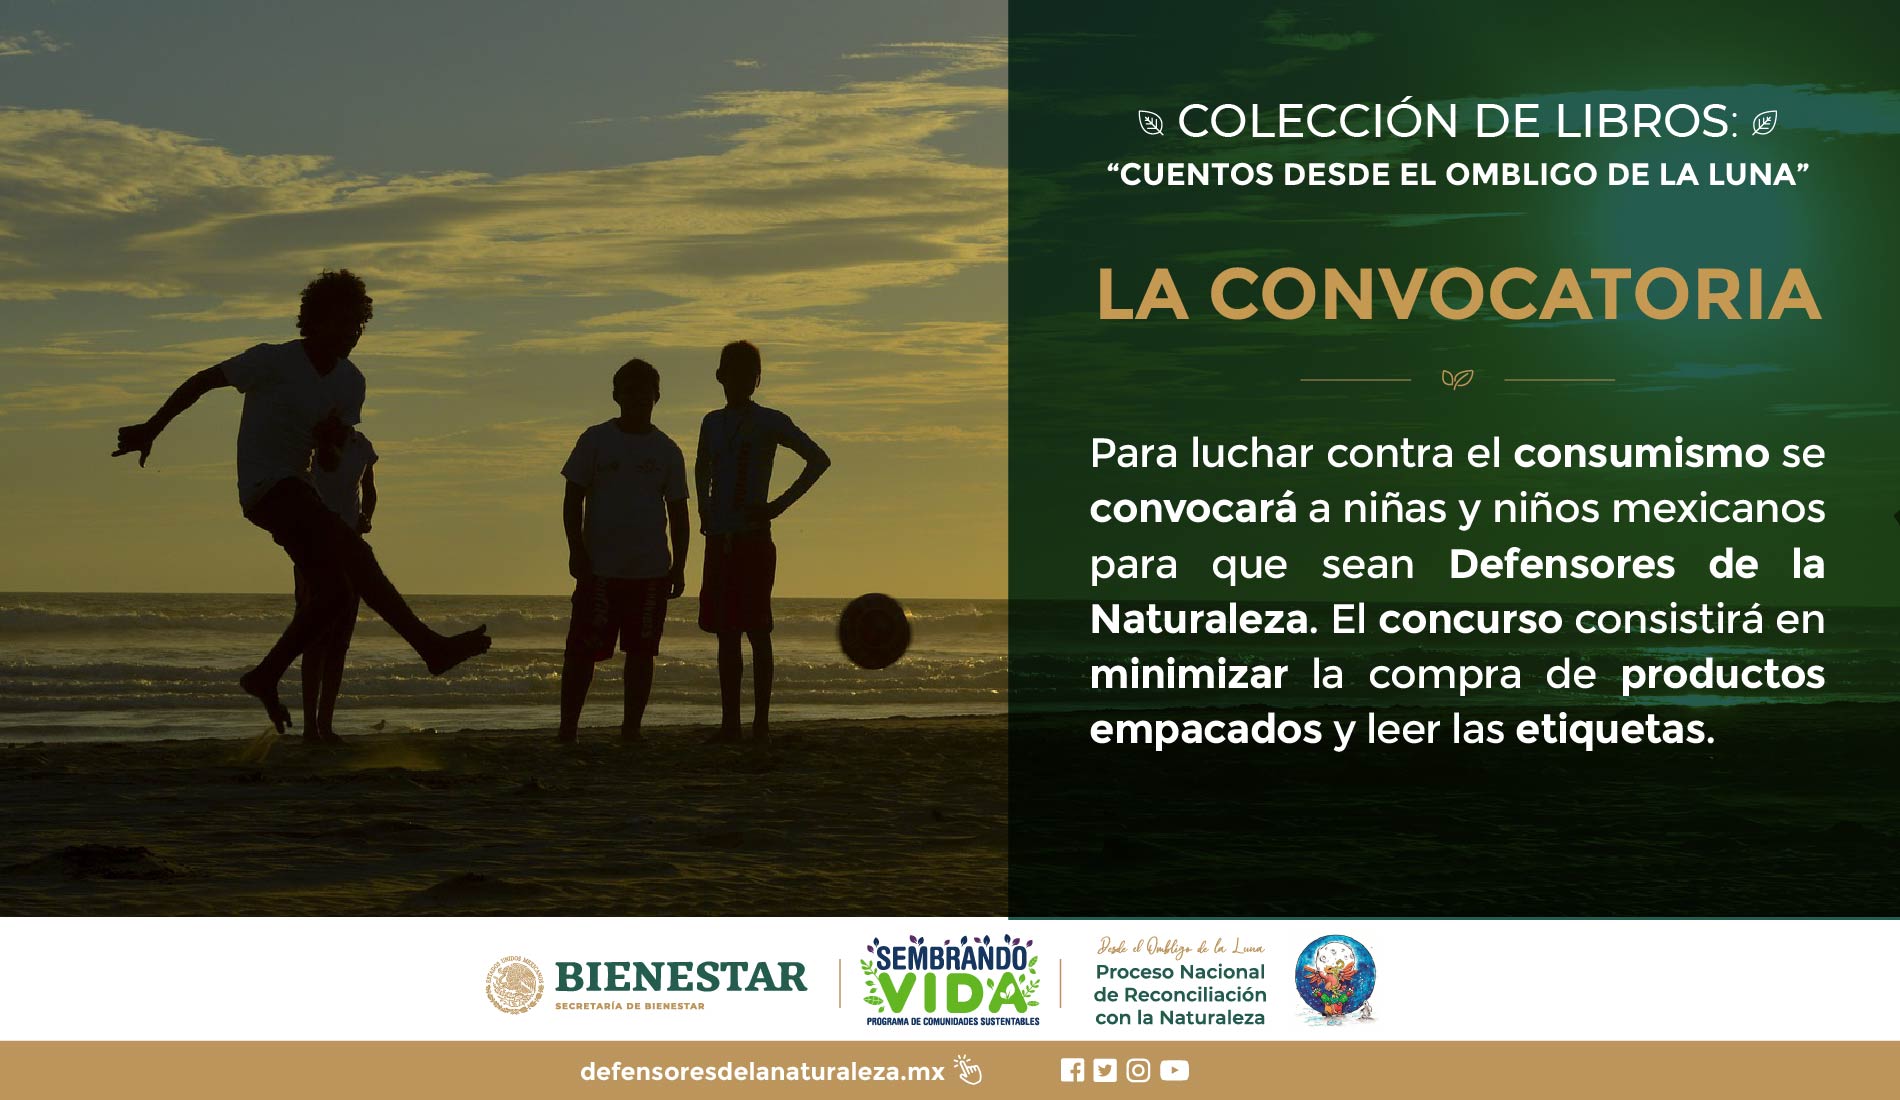 COLECCIÓN DE LIBROS:
“CUENTOS DESDE EL OMBLIGO DE LA LUNA”
LA CONVOCATORIA
Para luchar contra el consumismo se
convocará a niñas y niños mexicanos
para que sean Defensores de la
Naturaleza. El concurso consistirá en
minimizar la compra de productos
empacados y leer las etiquetas.
ESTADOS UNIDOS MEXICANOS
BIENESTAR
SECRETARÍA DE BIENESTAR
SEMBRANDO
VIDA
PROGRAMA DE COMUNIDADES SUSTENTABLES
Desde el Ombligo de la Luna
Proceso Nacional
de Reconciliación
con la Naturaleza
defensoresdelanaturaleza.mx